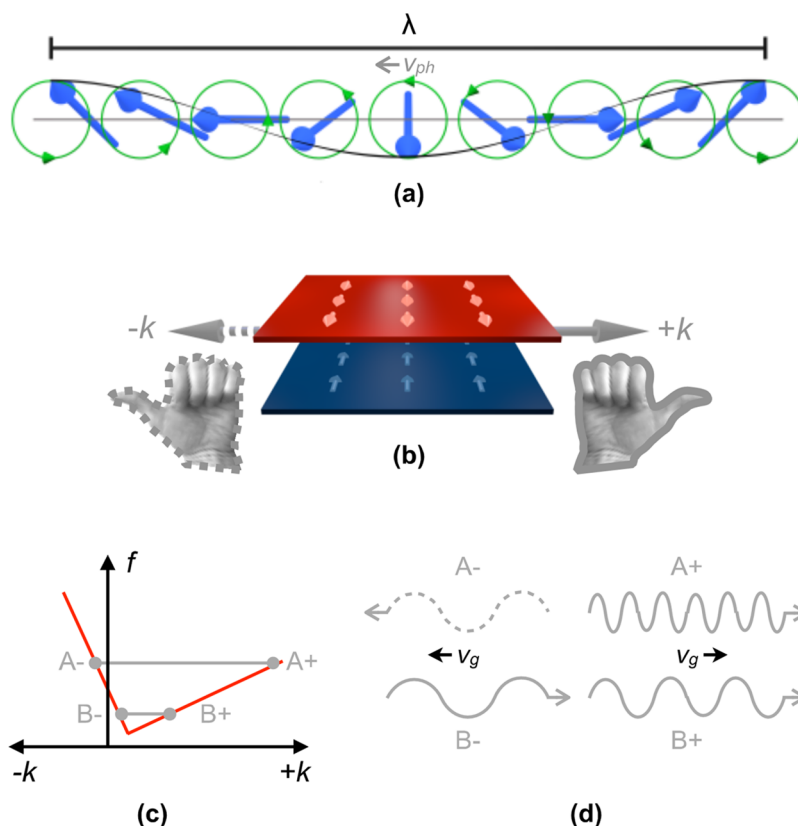 λ
v_ph
(a)
-k
+k
(b)
f
A-
A+
B-
B+
-k
+k
(c)
A-
A+
v_g
v_g
B-
B+
(d)